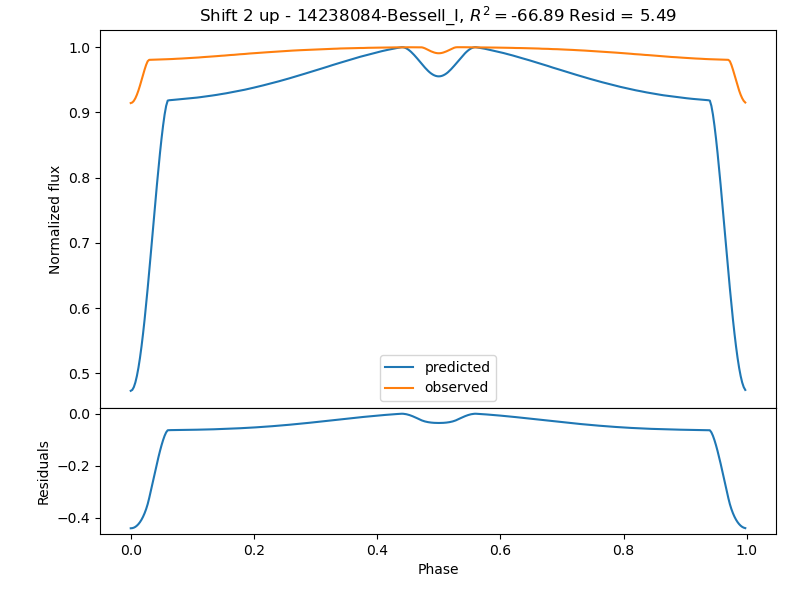 Shift 2 up - 14238084-Bessell_I, R² = -66.89 Resid = 5.49
1.0
0.9
0.8
0.7
0.6
0.5
Normalized flux
predicted
observed
0.0
−0.2
−0.4
Residuals
0.0 0.2 0.4 0.6 0.8 1.0
Phase